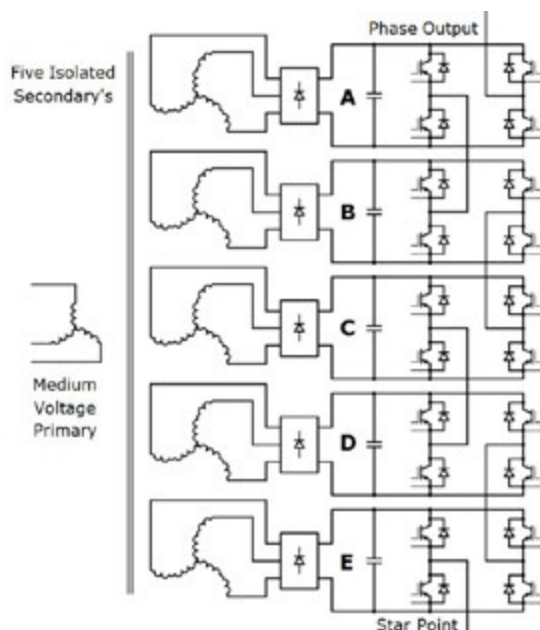 Phase Output
Five Isolated
Secondary's
A
B
C
Medium
Voltage
Primary
D
E
Star Point